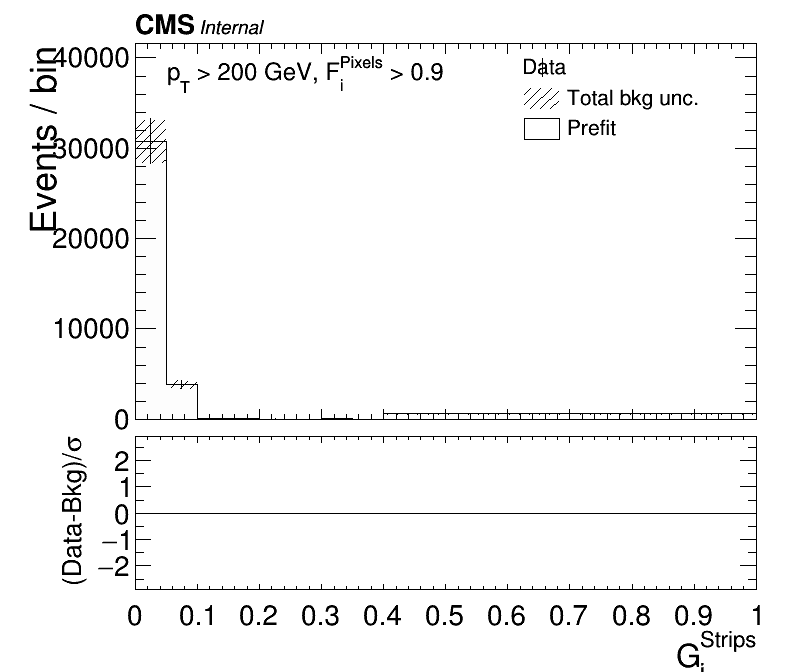 CMS Internal
p_T > 200 GeV, F_i^Pixels > 0.9
Data
Total bkg unc.
Prefit
Events / bin
40000
30000
20000
10000
0
(Data-Bkg)/σ
2
1
0
−1
−2
0 0.1 0.2 0.3 0.4 0.5 0.6 0.7 0.8 0.9 1
G_i^Strips